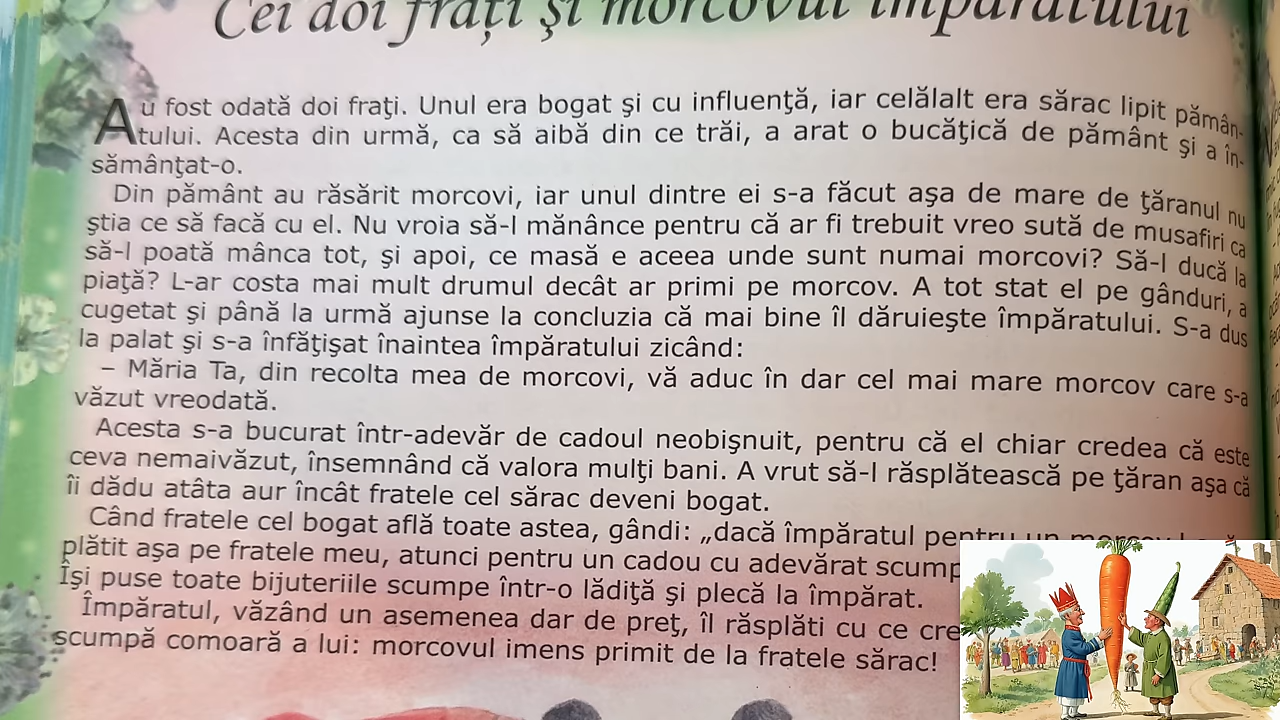 Cei doi frați și morcovul împăratului
Au fost odată doi fraţi. Unul era bogat şi cu influenţă, iar celălalt era sărac lipit pămân-
tului. Acesta din urmă, ca să aibă din ce trăi, a arat o bucăţică de pământ şi a în-
sămânţat-o.
Din pământ au răsărit morcovi, iar unul dintre ei s-a făcut aşa de mare de ţăranul nu
ştia ce să facă cu el. Nu vroia să-l mănânce pentru că ar fi trebuit vreo sută de musafiri ca
să-l poată mânca tot, şi apoi, ce masă e aceea unde sunt numai morcovi? Să-l ducă la
piaţă? L-ar costa mai mult drumul decât ar primi pe morcov. A tot stat el pe gânduri, a
cugetat şi până la urmă ajunse la concluzia că mai bine îl dăruieşte împăratului. S-a dus
la palat şi s-a înfăţişat înaintea împăratului zicând:
– Măria Ta, din recolta mea de morcovi, vă aduc în dar cel mai mare morcov care s-a
văzut vreodată.
Acesta s-a bucurat într-adevăr de cadoul neobişnuit, pentru că el chiar credea că este
ceva nemaivăzut, însemnând că valora mulţi bani. A vrut să-l răsplătească pe ţăran aşa că
îi dădu atâta aur încât fratele cel sărac deveni bogat.
Când fratele cel bogat află toate astea, gândi: „dacă împăratul pentru un morcov
plătit aşa pe fratele meu, atunci pentru un cadou cu adevărat scump
Îşi puse toate bijuteriile scumpe într-o lădiţă şi plecă la împărat.
Împăratul, văzând un asemenea dar de preţ, îl răsplăti cu ce
scumpă comoară a lui: morcovul imens primit de la fratele sărac!